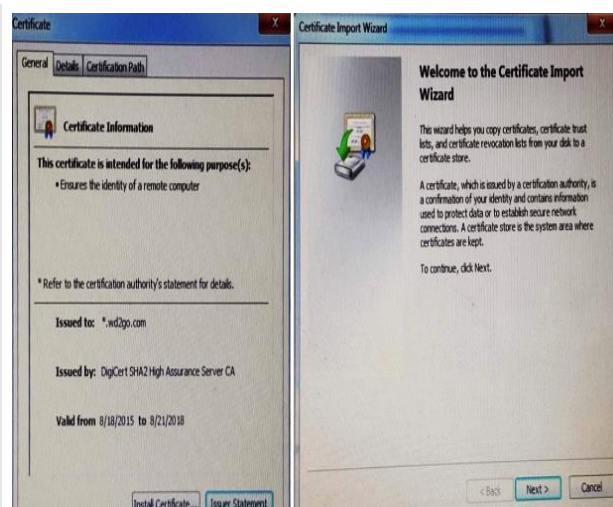 Certificate
General Details Certification Path
Certificate Information
This certificate is intended for the following purpose(s):
• Ensures the identity of a remote computer
* Refer to the certification authority's statement for details.
Issued to: *.wd2go.com
Issued by: DigiCert SHA2 High Assurance Server CA
Valid from 8/18/2015 to 8/21/2018
Install Certificate... Issuer Statement
Certificate Import Wizard
Welcome to the Certificate Import
Wizard
This wizard helps you copy certificates, certificate trust
lists, and certificate revocation lists from your disk to a
certificate store.
A certificate, which is issued by a certification authority, is
a confirmation of your identity and contains information
used to protect data or to establish secure network
connections. A certificate store is the system area where
certificates are kept.
To continue, click Next.
< Back Next > Cancel